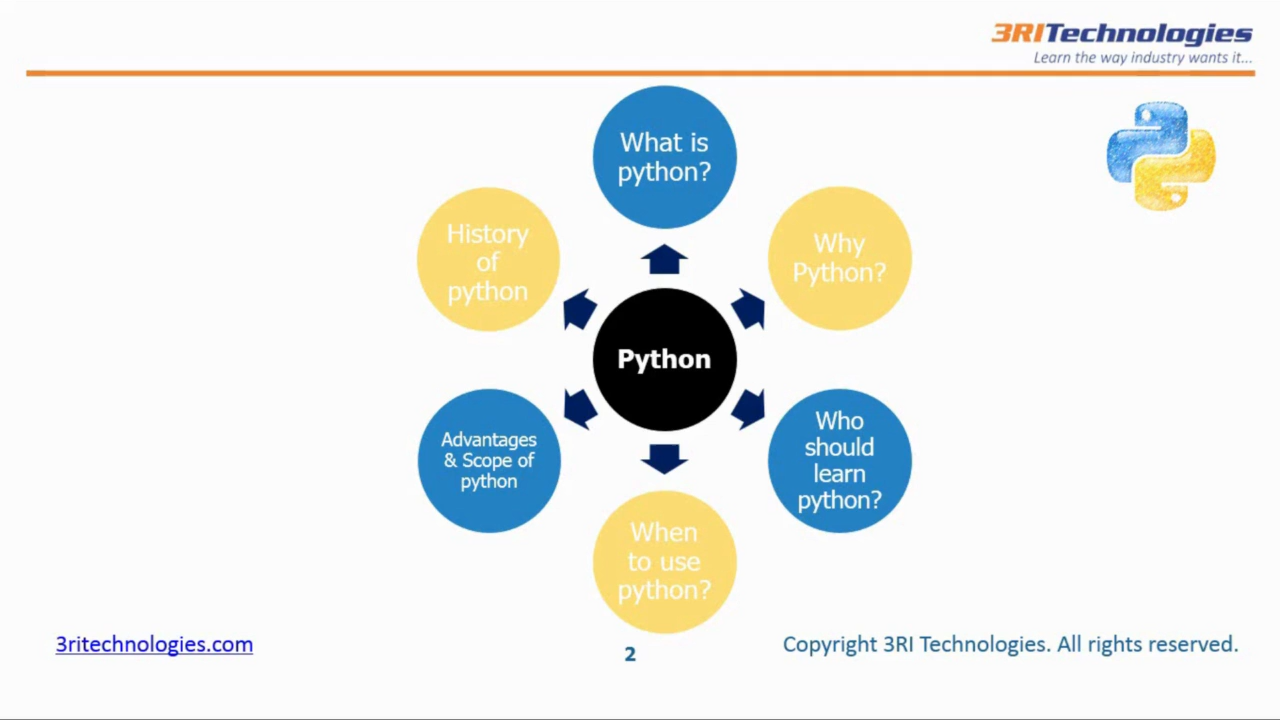 3RITechnologies
Learn the way industry wants it...
What is
python?
Why
Python?
Who
should
learn
python?
When
to use
python?
Advantages
& Scope of
python
History
of
python
Python
3ritechnologies.com
2
Copyright 3RI Technologies. All rights reserved.